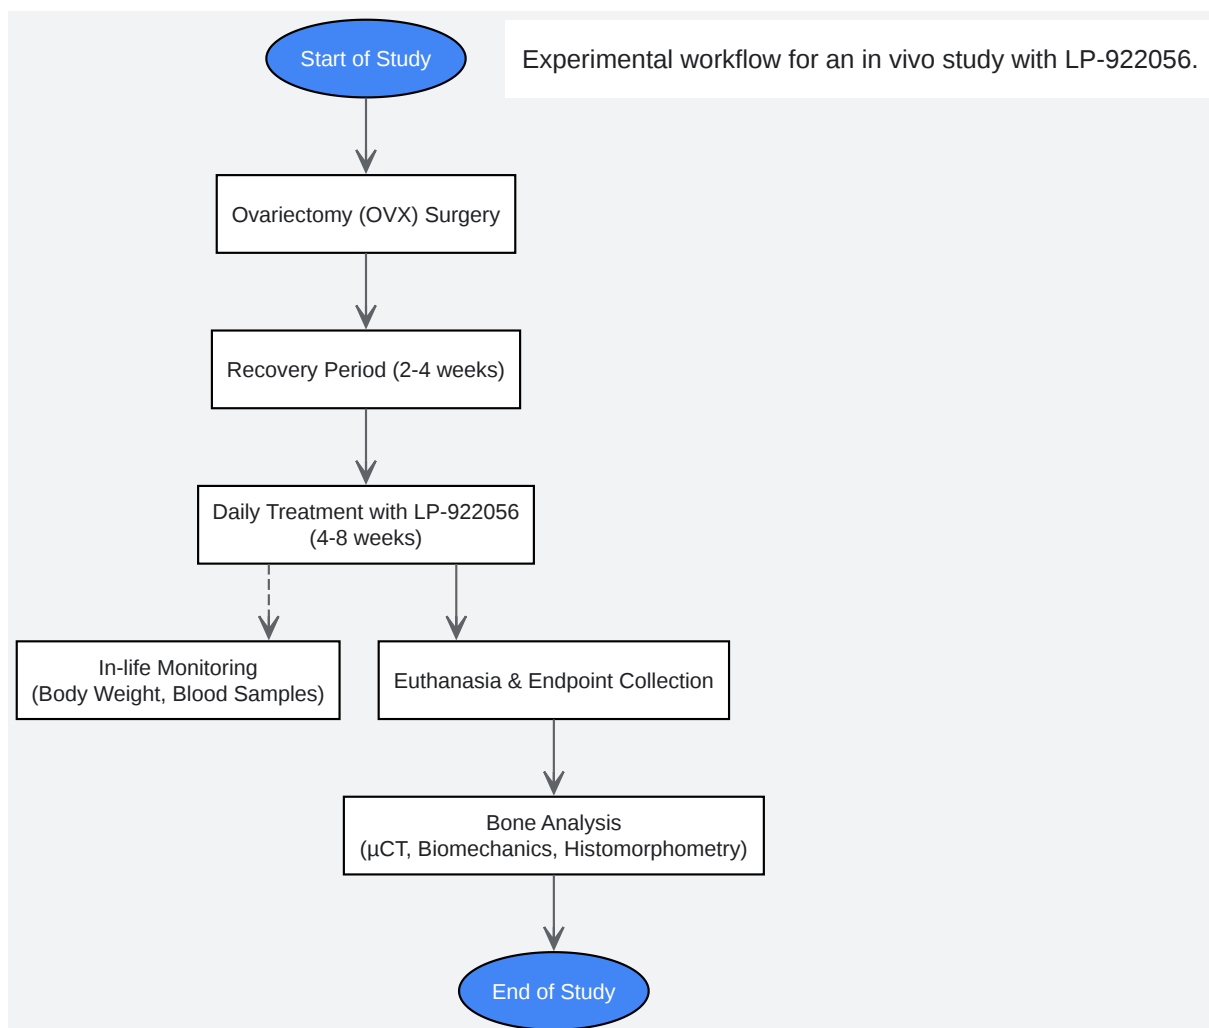 Start of Study
Experimental workflow for an in vivo study with LP-922056.
Ovariectomy (OVX) Surgery
Recovery Period (2-4 weeks)
Daily Treatment with LP-922056
(4-8 weeks)
In-life Monitoring
(Body Weight, Blood Samples)
Euthanasia & Endpoint Collection
Bone Analysis
(µCT, Biomechanics, Histomorphometry)
End of Study